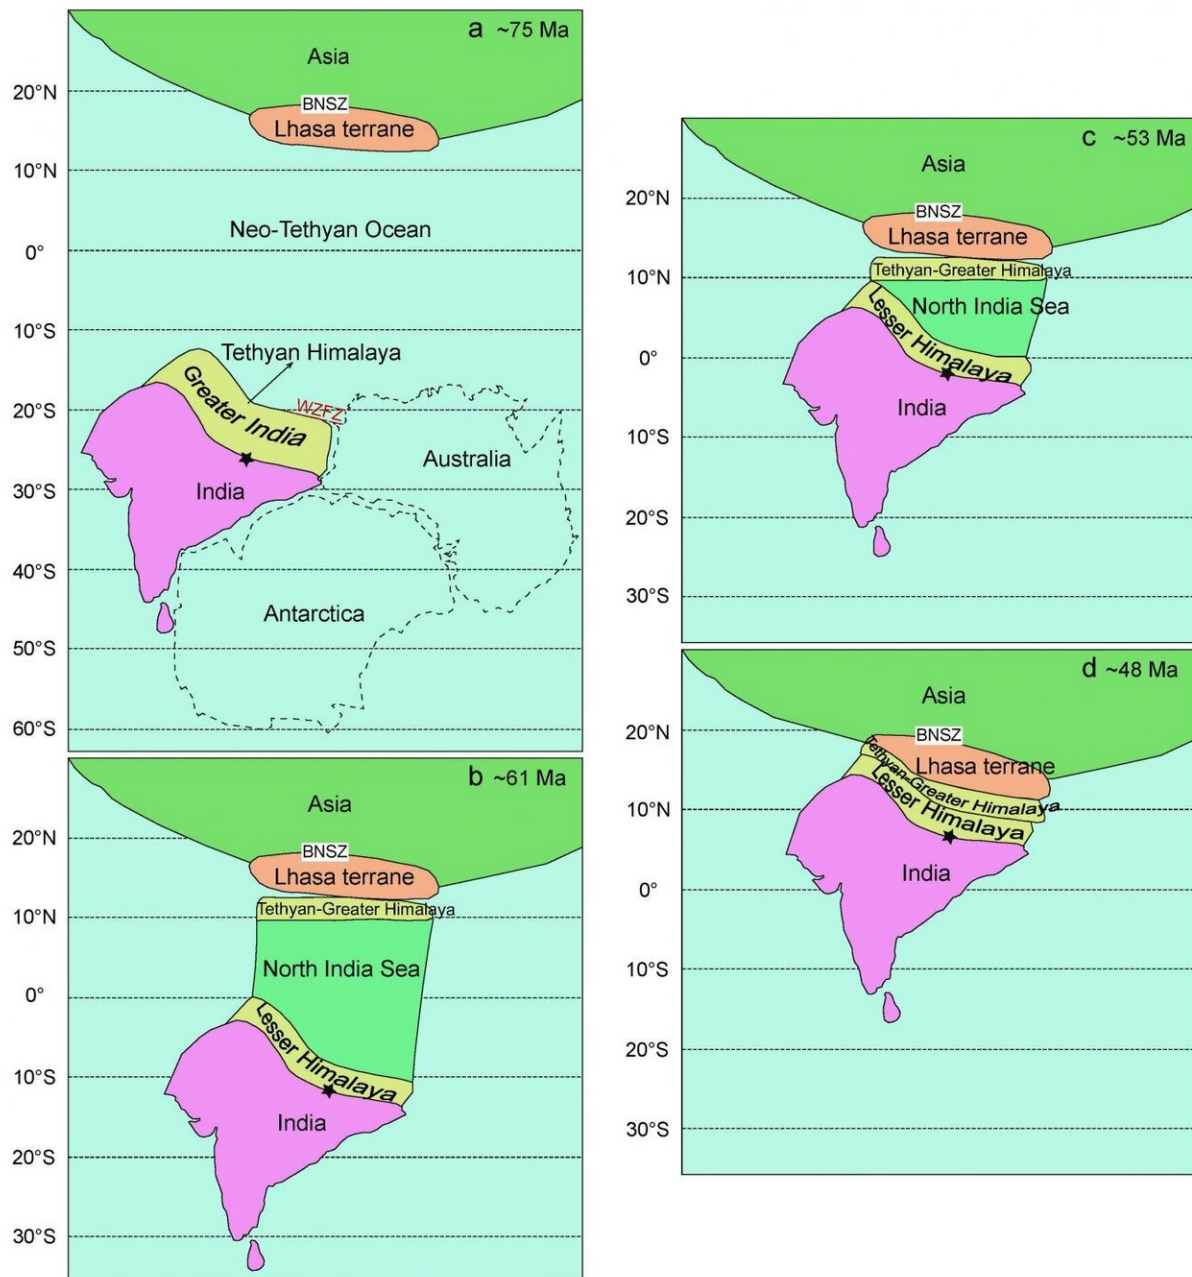 a ~75 Ma
Asia
20°N
BNSZ
Lhasa terrane
10°N
Neo-Tethyan Ocean
0°
10°S
Tethyan Himalaya
Greater India
20°S
WZFZ
Australia
India
30°S
40°S
Antarctica
50°S
60°S
b ~61 Ma
Asia
20°N
BNSZ
Lhasa terrane
Tethyan-Greater Himalaya
10°N
North India Sea
0°
Lesser Himalaya
10°S
India
20°S
30°S
c ~53 Ma
Asia
20°N
BNSZ
Lhasa terrane
Tethyan-Greater Himalaya
10°N
North India Sea
Lesser Himalaya
0°
India
10°S
20°S
30°S
d ~48 Ma
Asia
20°N
BNSZ
Lhasa terrane
Tethyan-Greater Himalaya
Lesser Himalaya
10°N
India
0°
10°S
20°S
30°S